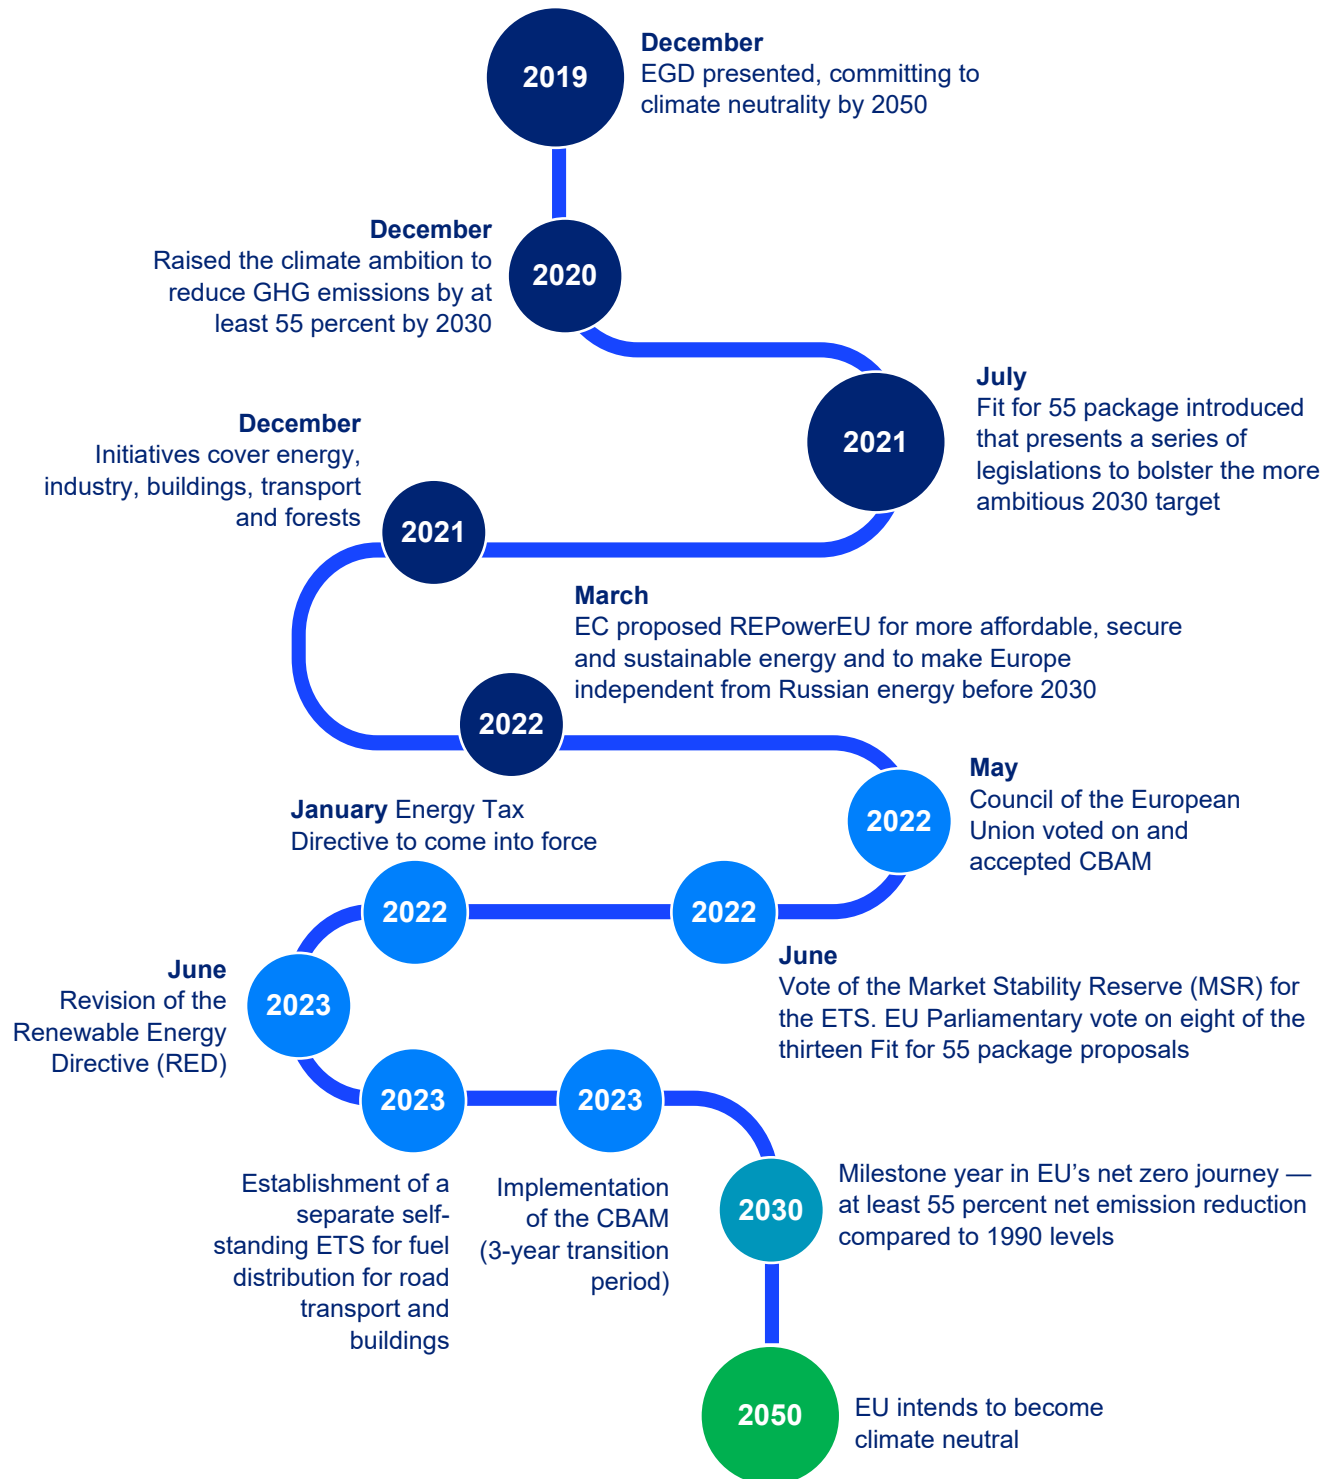 2019
December
EGD presented, committing to
climate neutrality by 2050
December
Raised the climate ambition to
reduce GHG emissions by at
least 55 percent by 2030
2020
July
Fit for 55 package introduced
that presents a series of
legislations to bolster the more
ambitious 2030 target
2021
December
Initiatives cover energy,
industry, buildings, transport
and forests
2021
March
EC proposed REPowerEU for more affordable, secure
and sustainable energy and to make Europe
independent from Russian energy before 2030
2022
May
Council of the European
Union voted on and
accepted CBAM
2022
June
Vote of the Market Stability Reserve (MSR) for
the ETS. EU Parliamentary vote on eight of the
thirteen Fit for 55 package proposals
2022
January Energy Tax
Directive to come into force
2022
June
Revision of the
Renewable Energy
Directive (RED)
2023
2023
Establishment of a
separate self-
standing ETS for fuel
distribution for road
transport and
buildings
2023
Implementation
of the CBAM
(3-year transition
period)
2030
Milestone year in EU’s net zero journey —
at least 55 percent net emission reduction
compared to 1990 levels
2050
EU intends to become
climate neutral